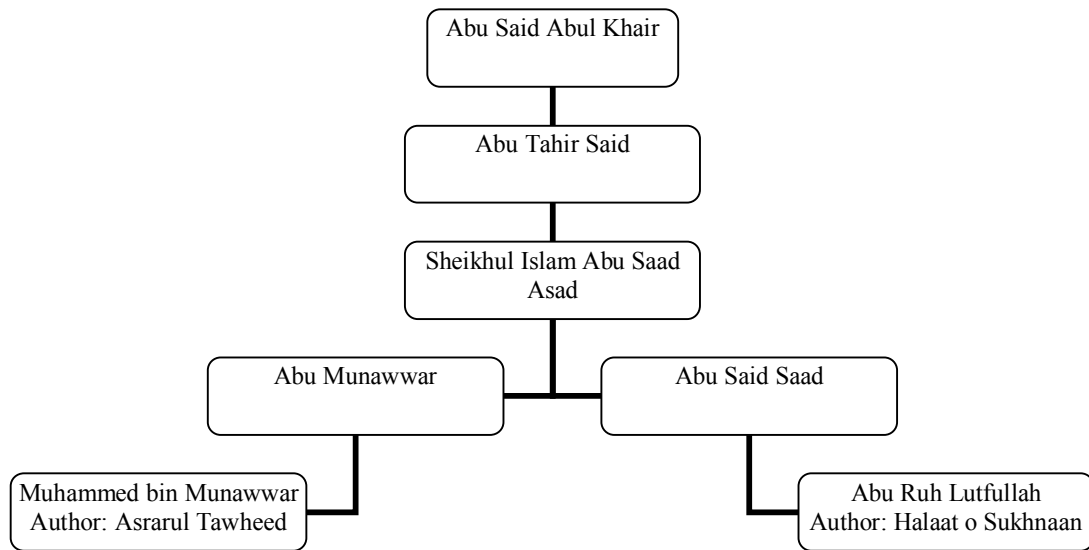 Abu Said Abul Khair
Abu Tahir Said
Sheikhul Islam Abu Saad
Asad
Abu Munawwar
Abu Said Saad
Muhammed bin Munawwar
Author: Asrarul Tawheed
Abu Ruh Lutfullah
Author: Halaat o Sukhnaan